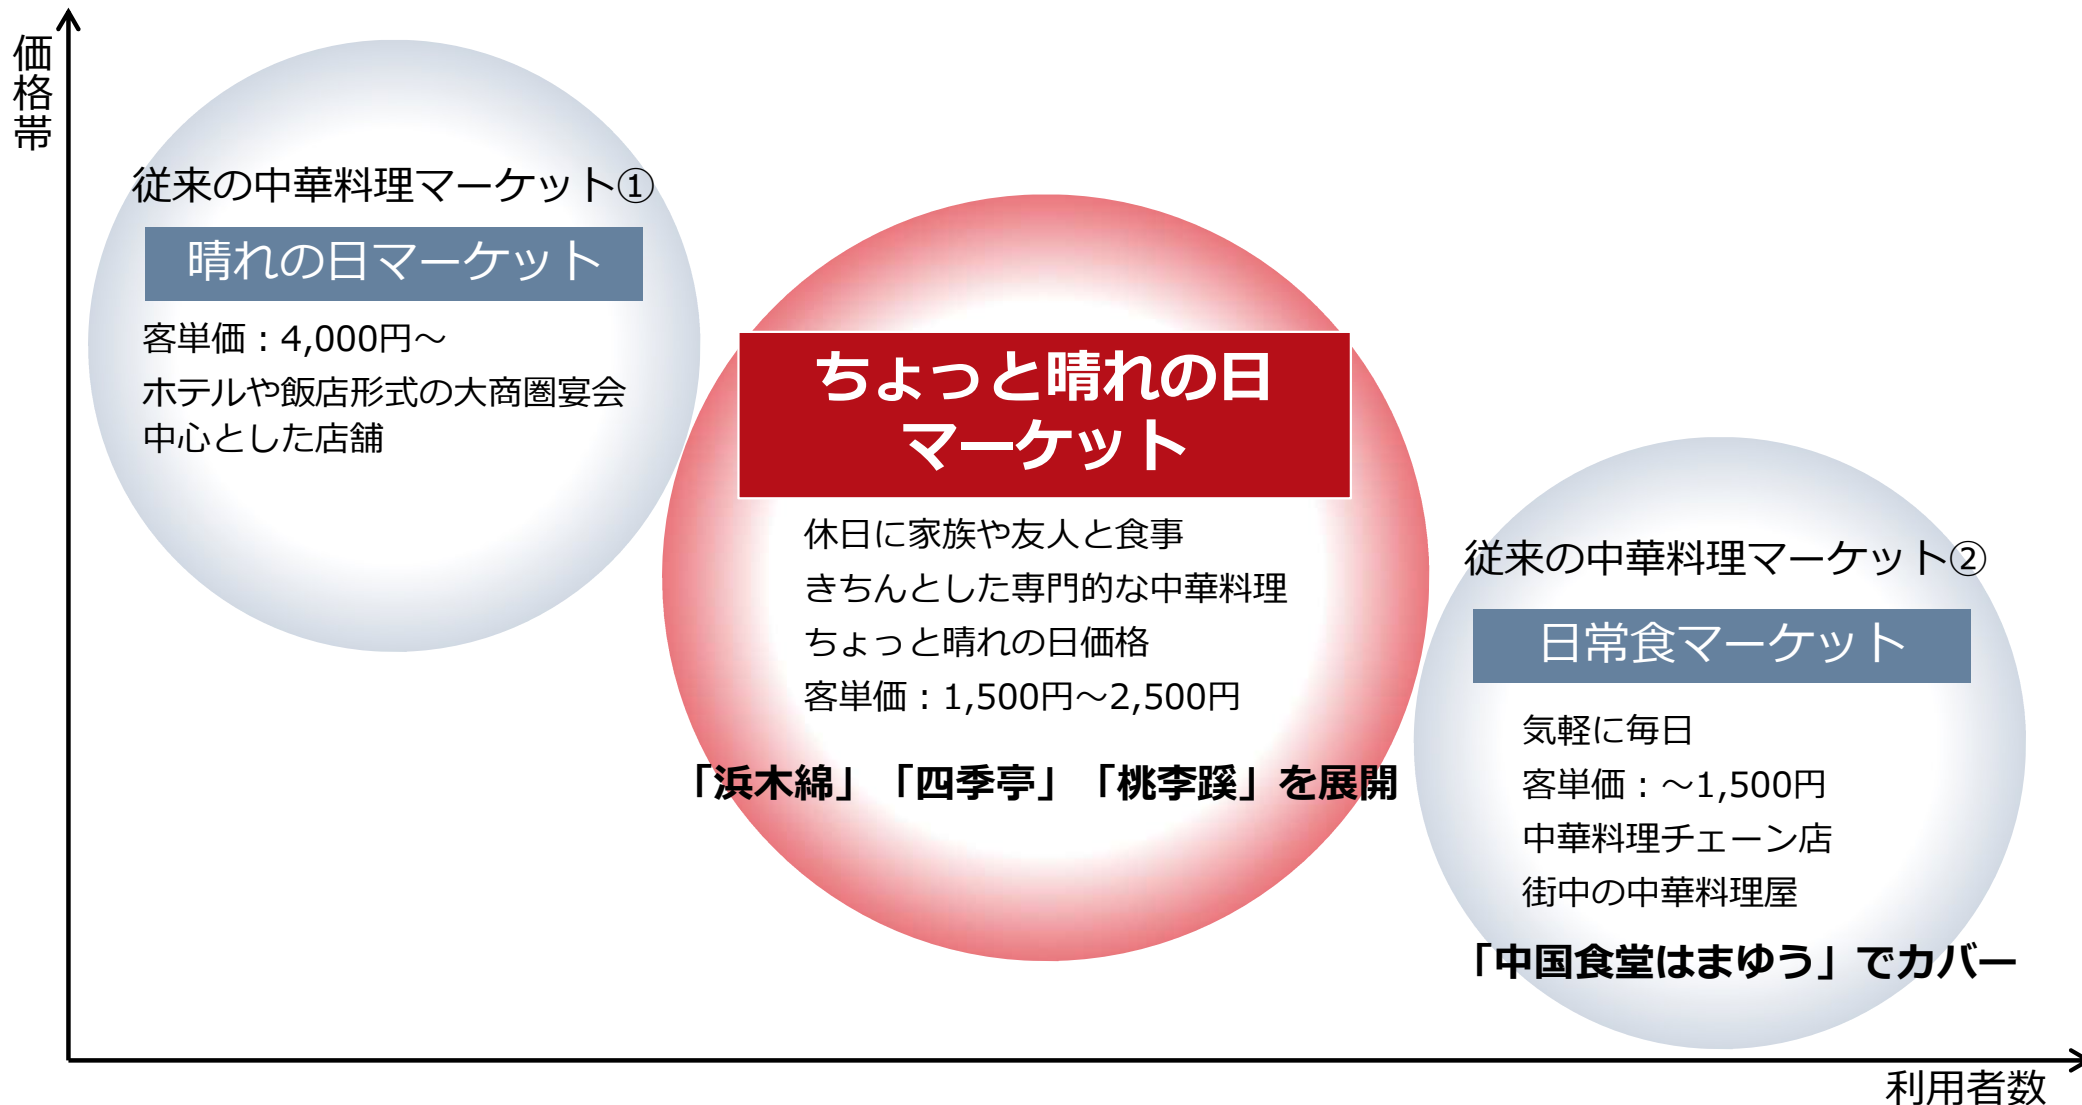 価格帯
従来の中華料理マーケット①
晴れの日マーケット
客単価：4,000円～
ホテルや飯店形式の大商圏宴会
中心とした店舗
ちょっと晴れの日
マーケット
休日に家族や友人と食事
きちんとした専門的な中華料理
ちょっと晴れの日価格
客単価：1,500円～2,500円
「浜木綿」「四季亭」「桃李蹊」を展開
従来の中華料理マーケット②
日常食マーケット
気軽に毎日
客単価：～1,500円
中華料理チェーン店
街中の中華料理屋
「中国食堂はまゆう」でカバー
利用者数